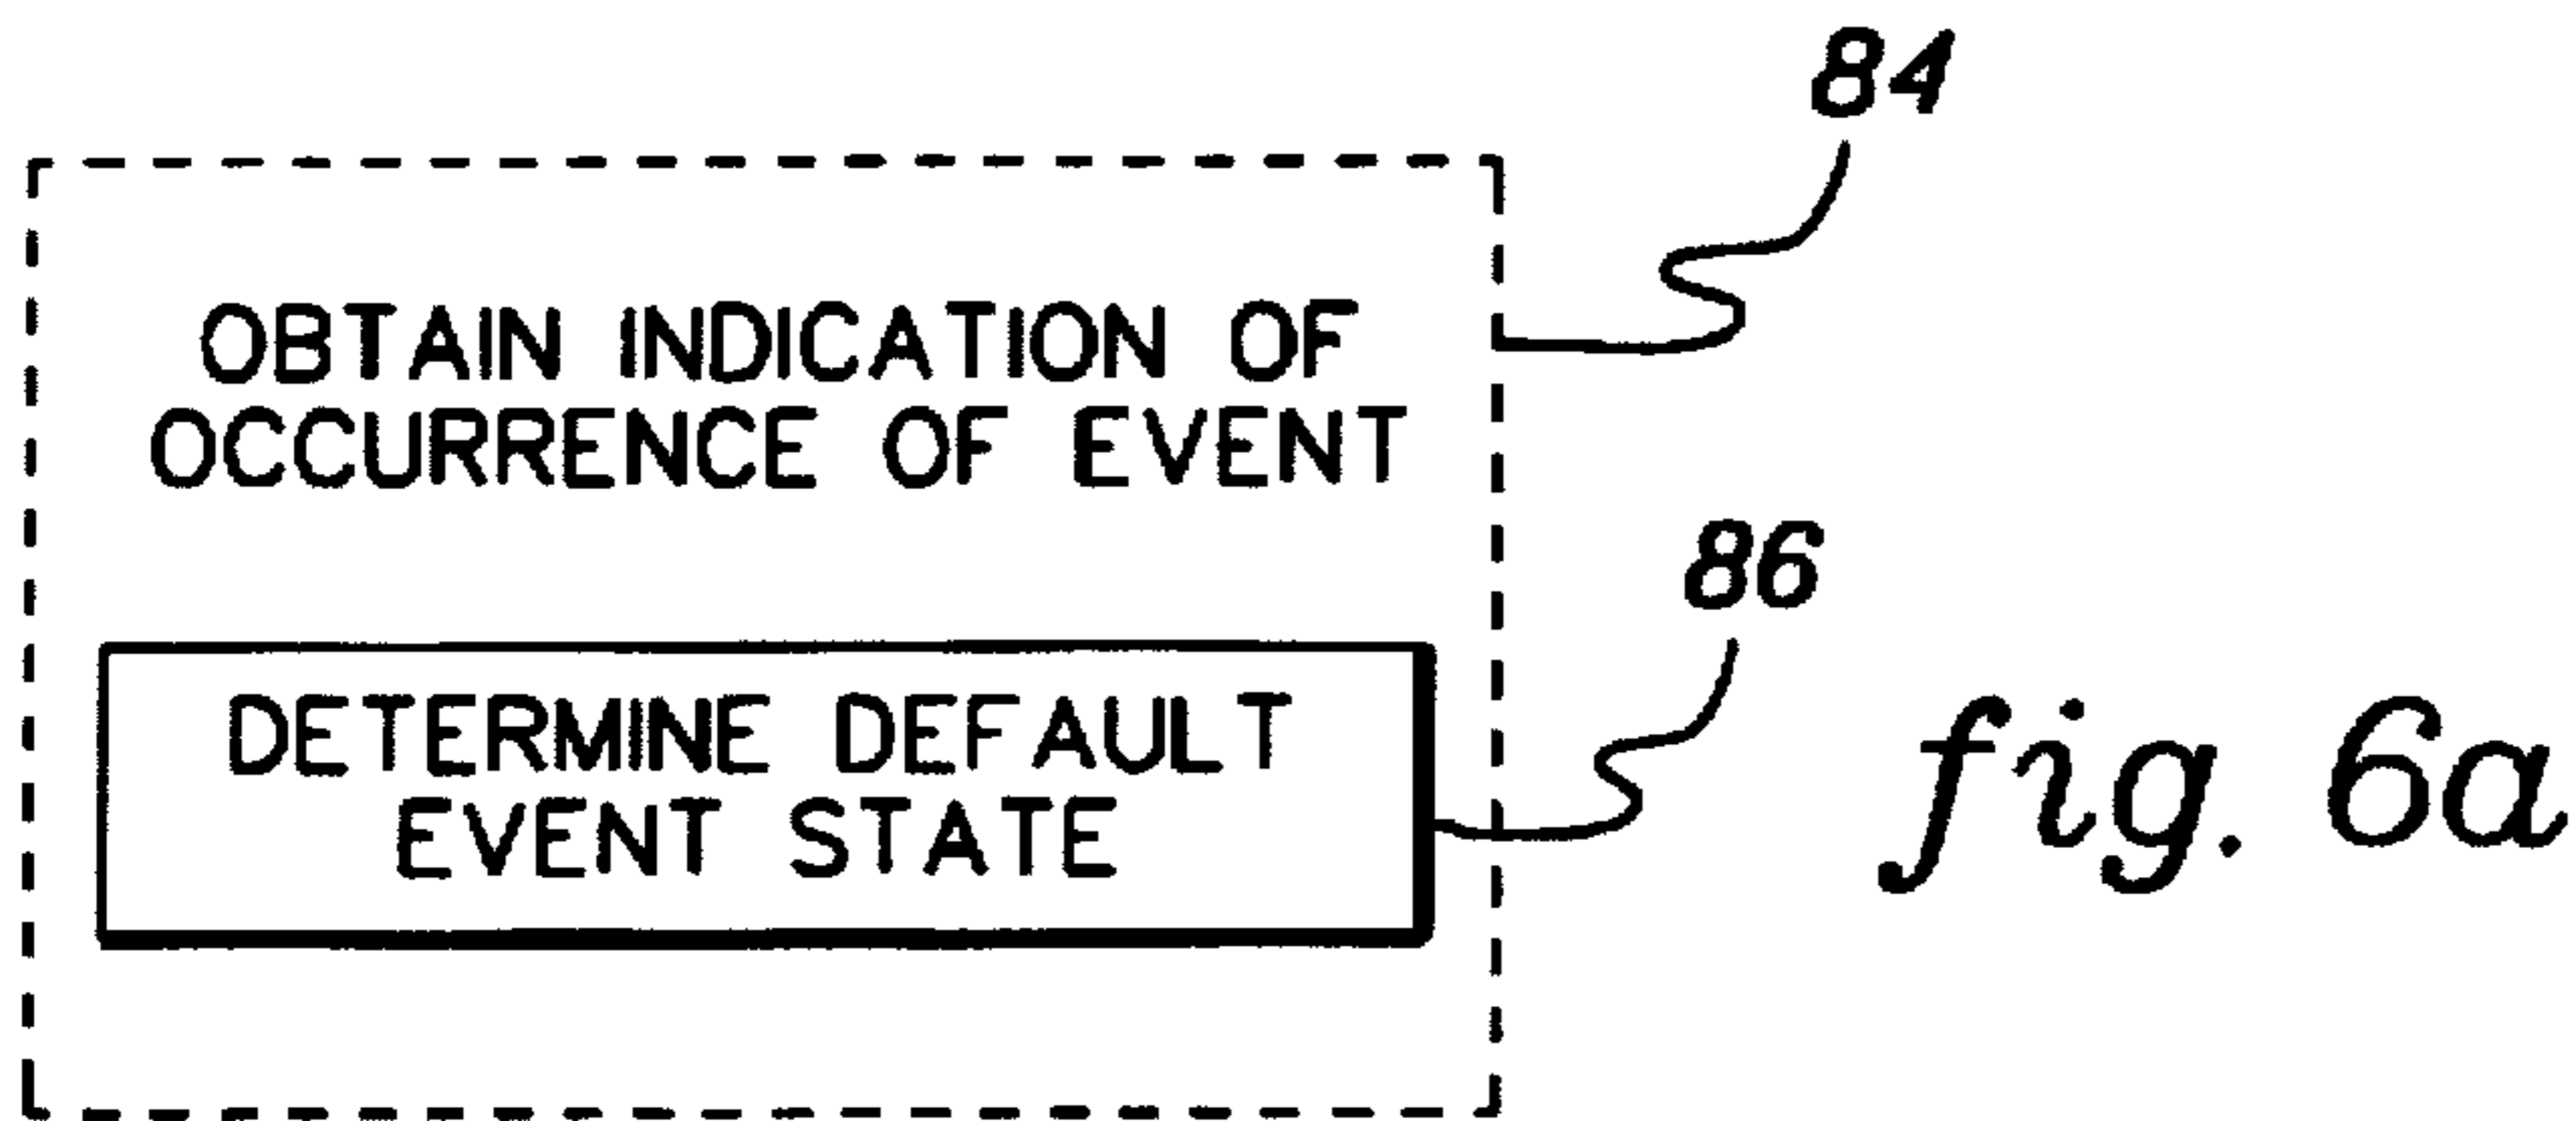 84
OBTAIN INDICATION OF
OCCURRENCE OF EVENT
86
DETERMINE DEFAULT
EVENT STATE
fig. 6a